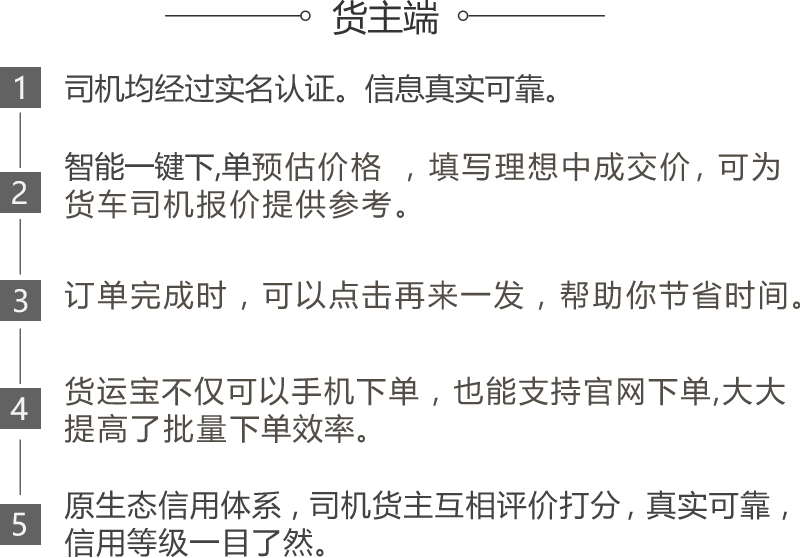 货主端
1
司机均经过实名认证。信息真实可靠。
2
智能一键下,单预估价格 ，填写理想中成交价，可为
货车司机报价提供参考。
3
订单完成时，可以点击再来一发，帮助你节省时间。
4
货运宝不仅可以手机下单，也能支持官网下单,大大
提高了批量下单效率。
5
原生态信用体系，司机货主互相评价打分，真实可靠，
信用等级一目了然。